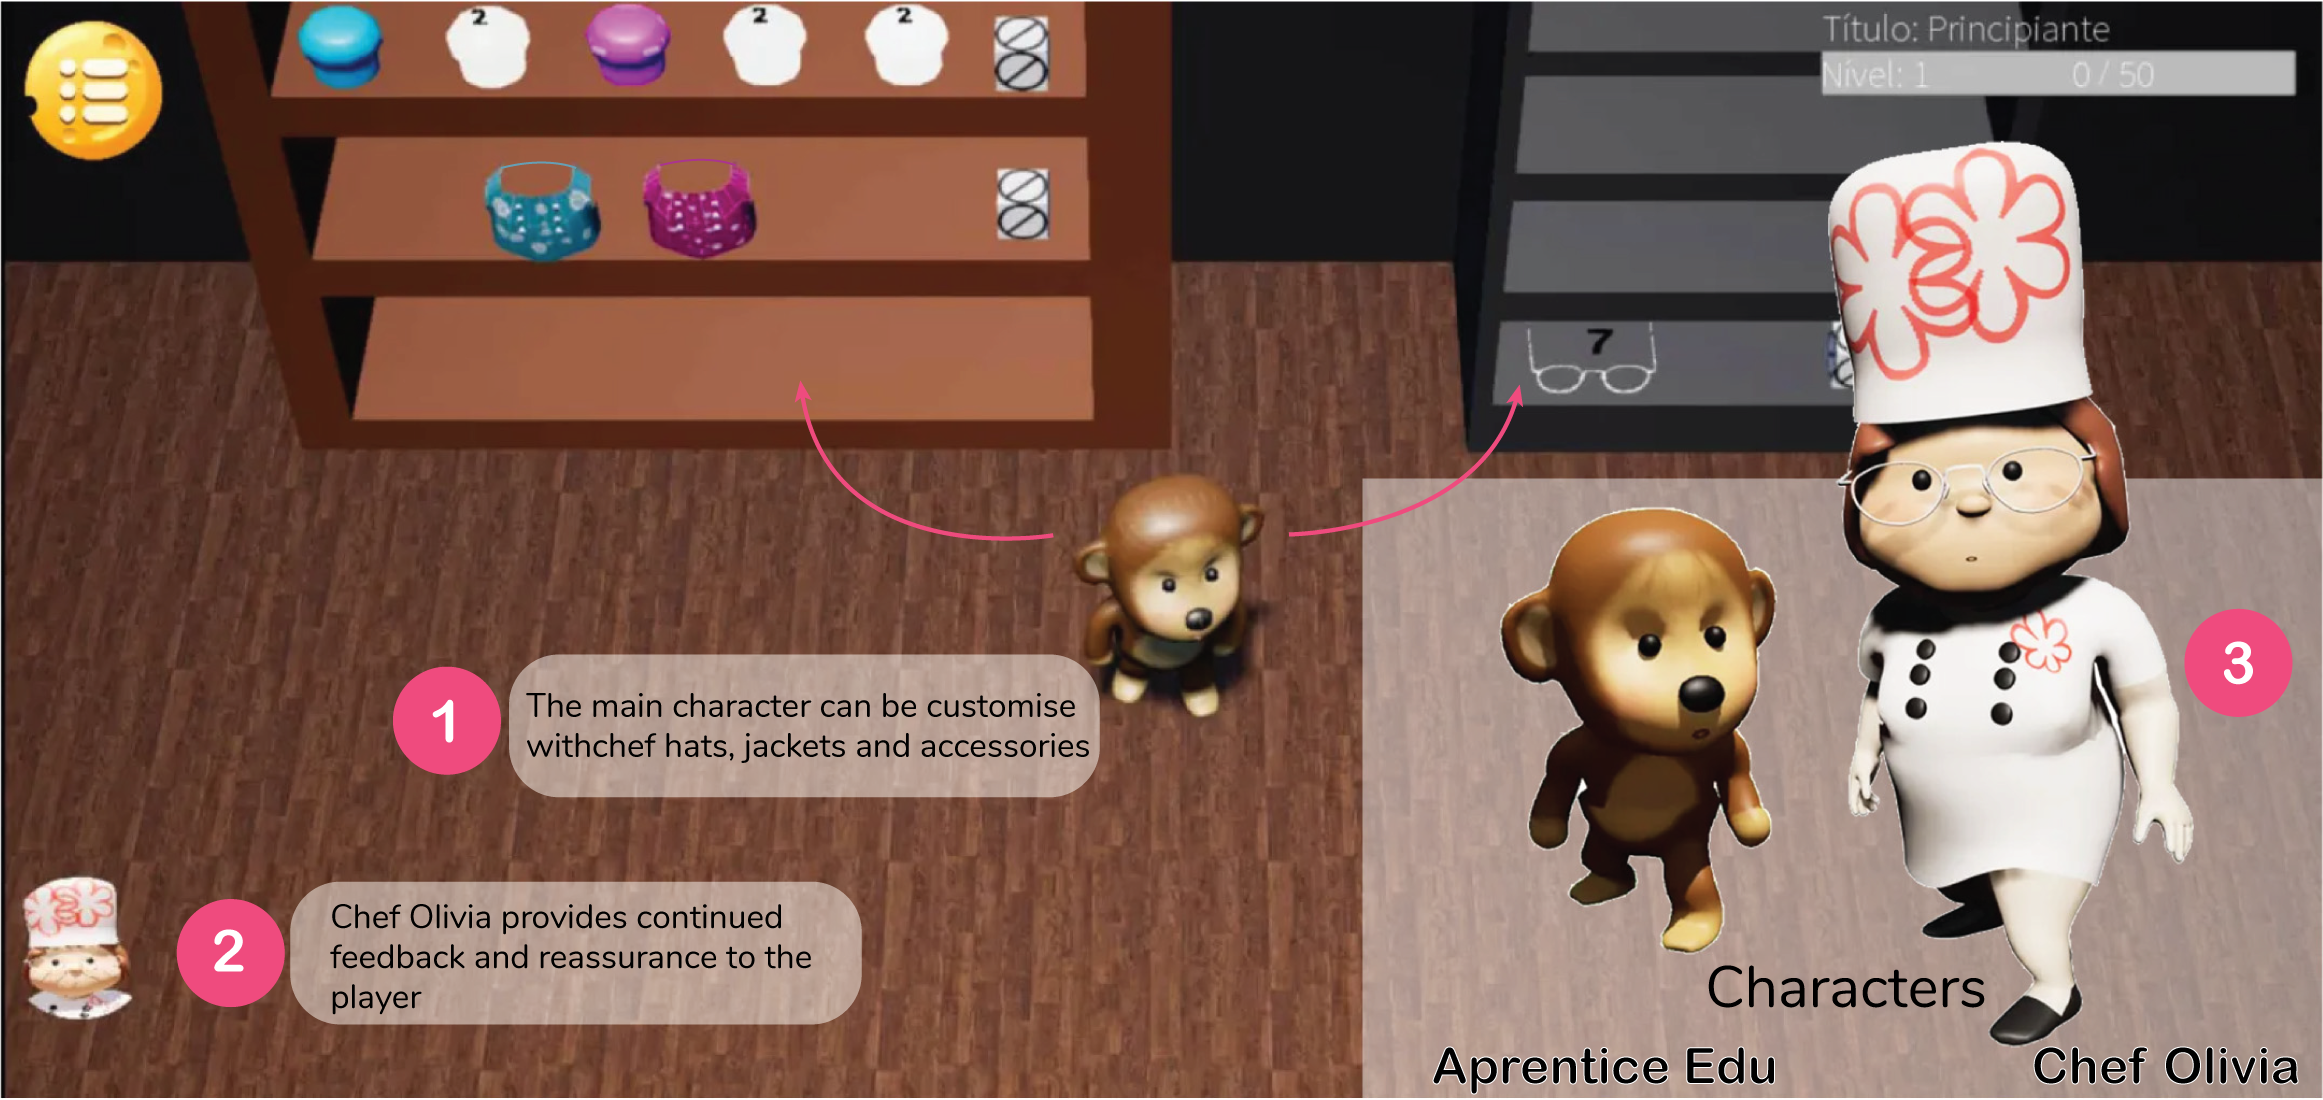 2
2
2
Título: Principiante
Nível: 1 0 / 50
7
1
The main character can be customise
withchef hats, jackets and accessories
2
Chef Olivia provides continued
feedback and reassurance to the
player
3
Characters
Aprentice Edu
Chef Olivia